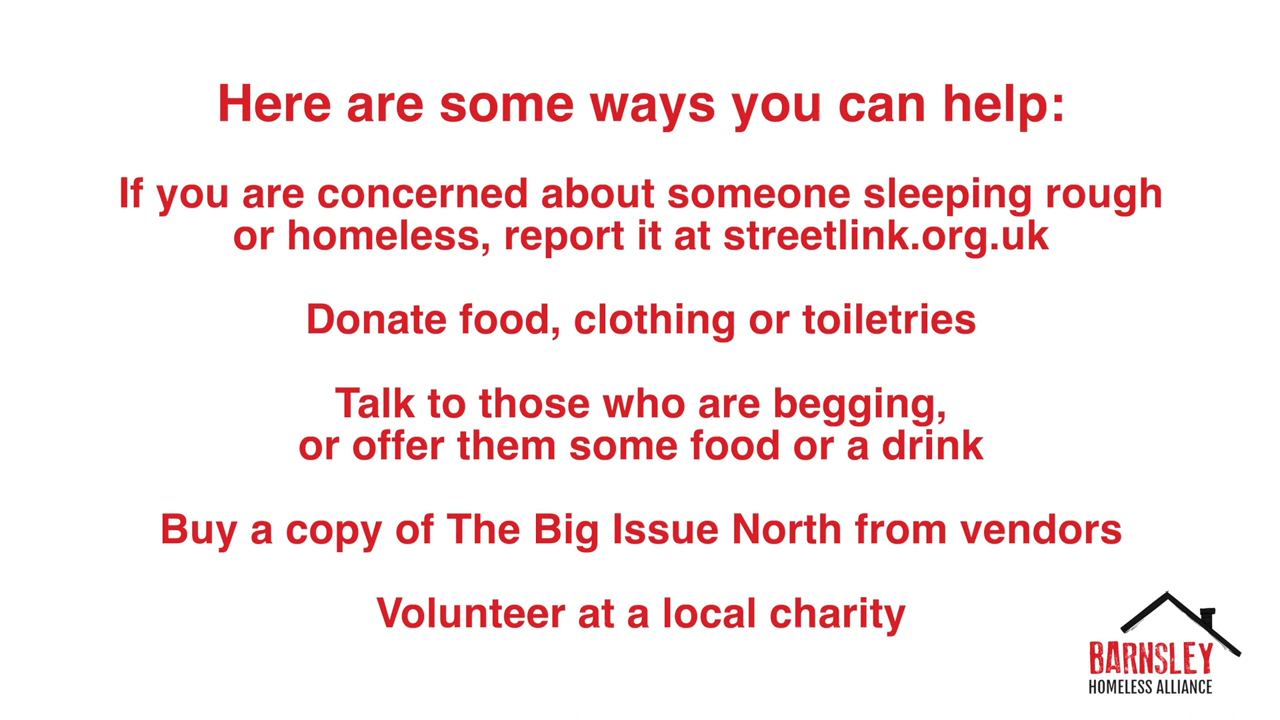 Here are some ways you can help:
If you are concerned about someone sleeping rough
or homeless, report it at streetlink.org.uk
Donate food, clothing or toiletries
Talk to those who are begging,
or offer them some food or a drink
Buy a copy of The Big Issue North from vendors
Volunteer at a local charity
BARNSLEY
HOMELESS ALLIANCE